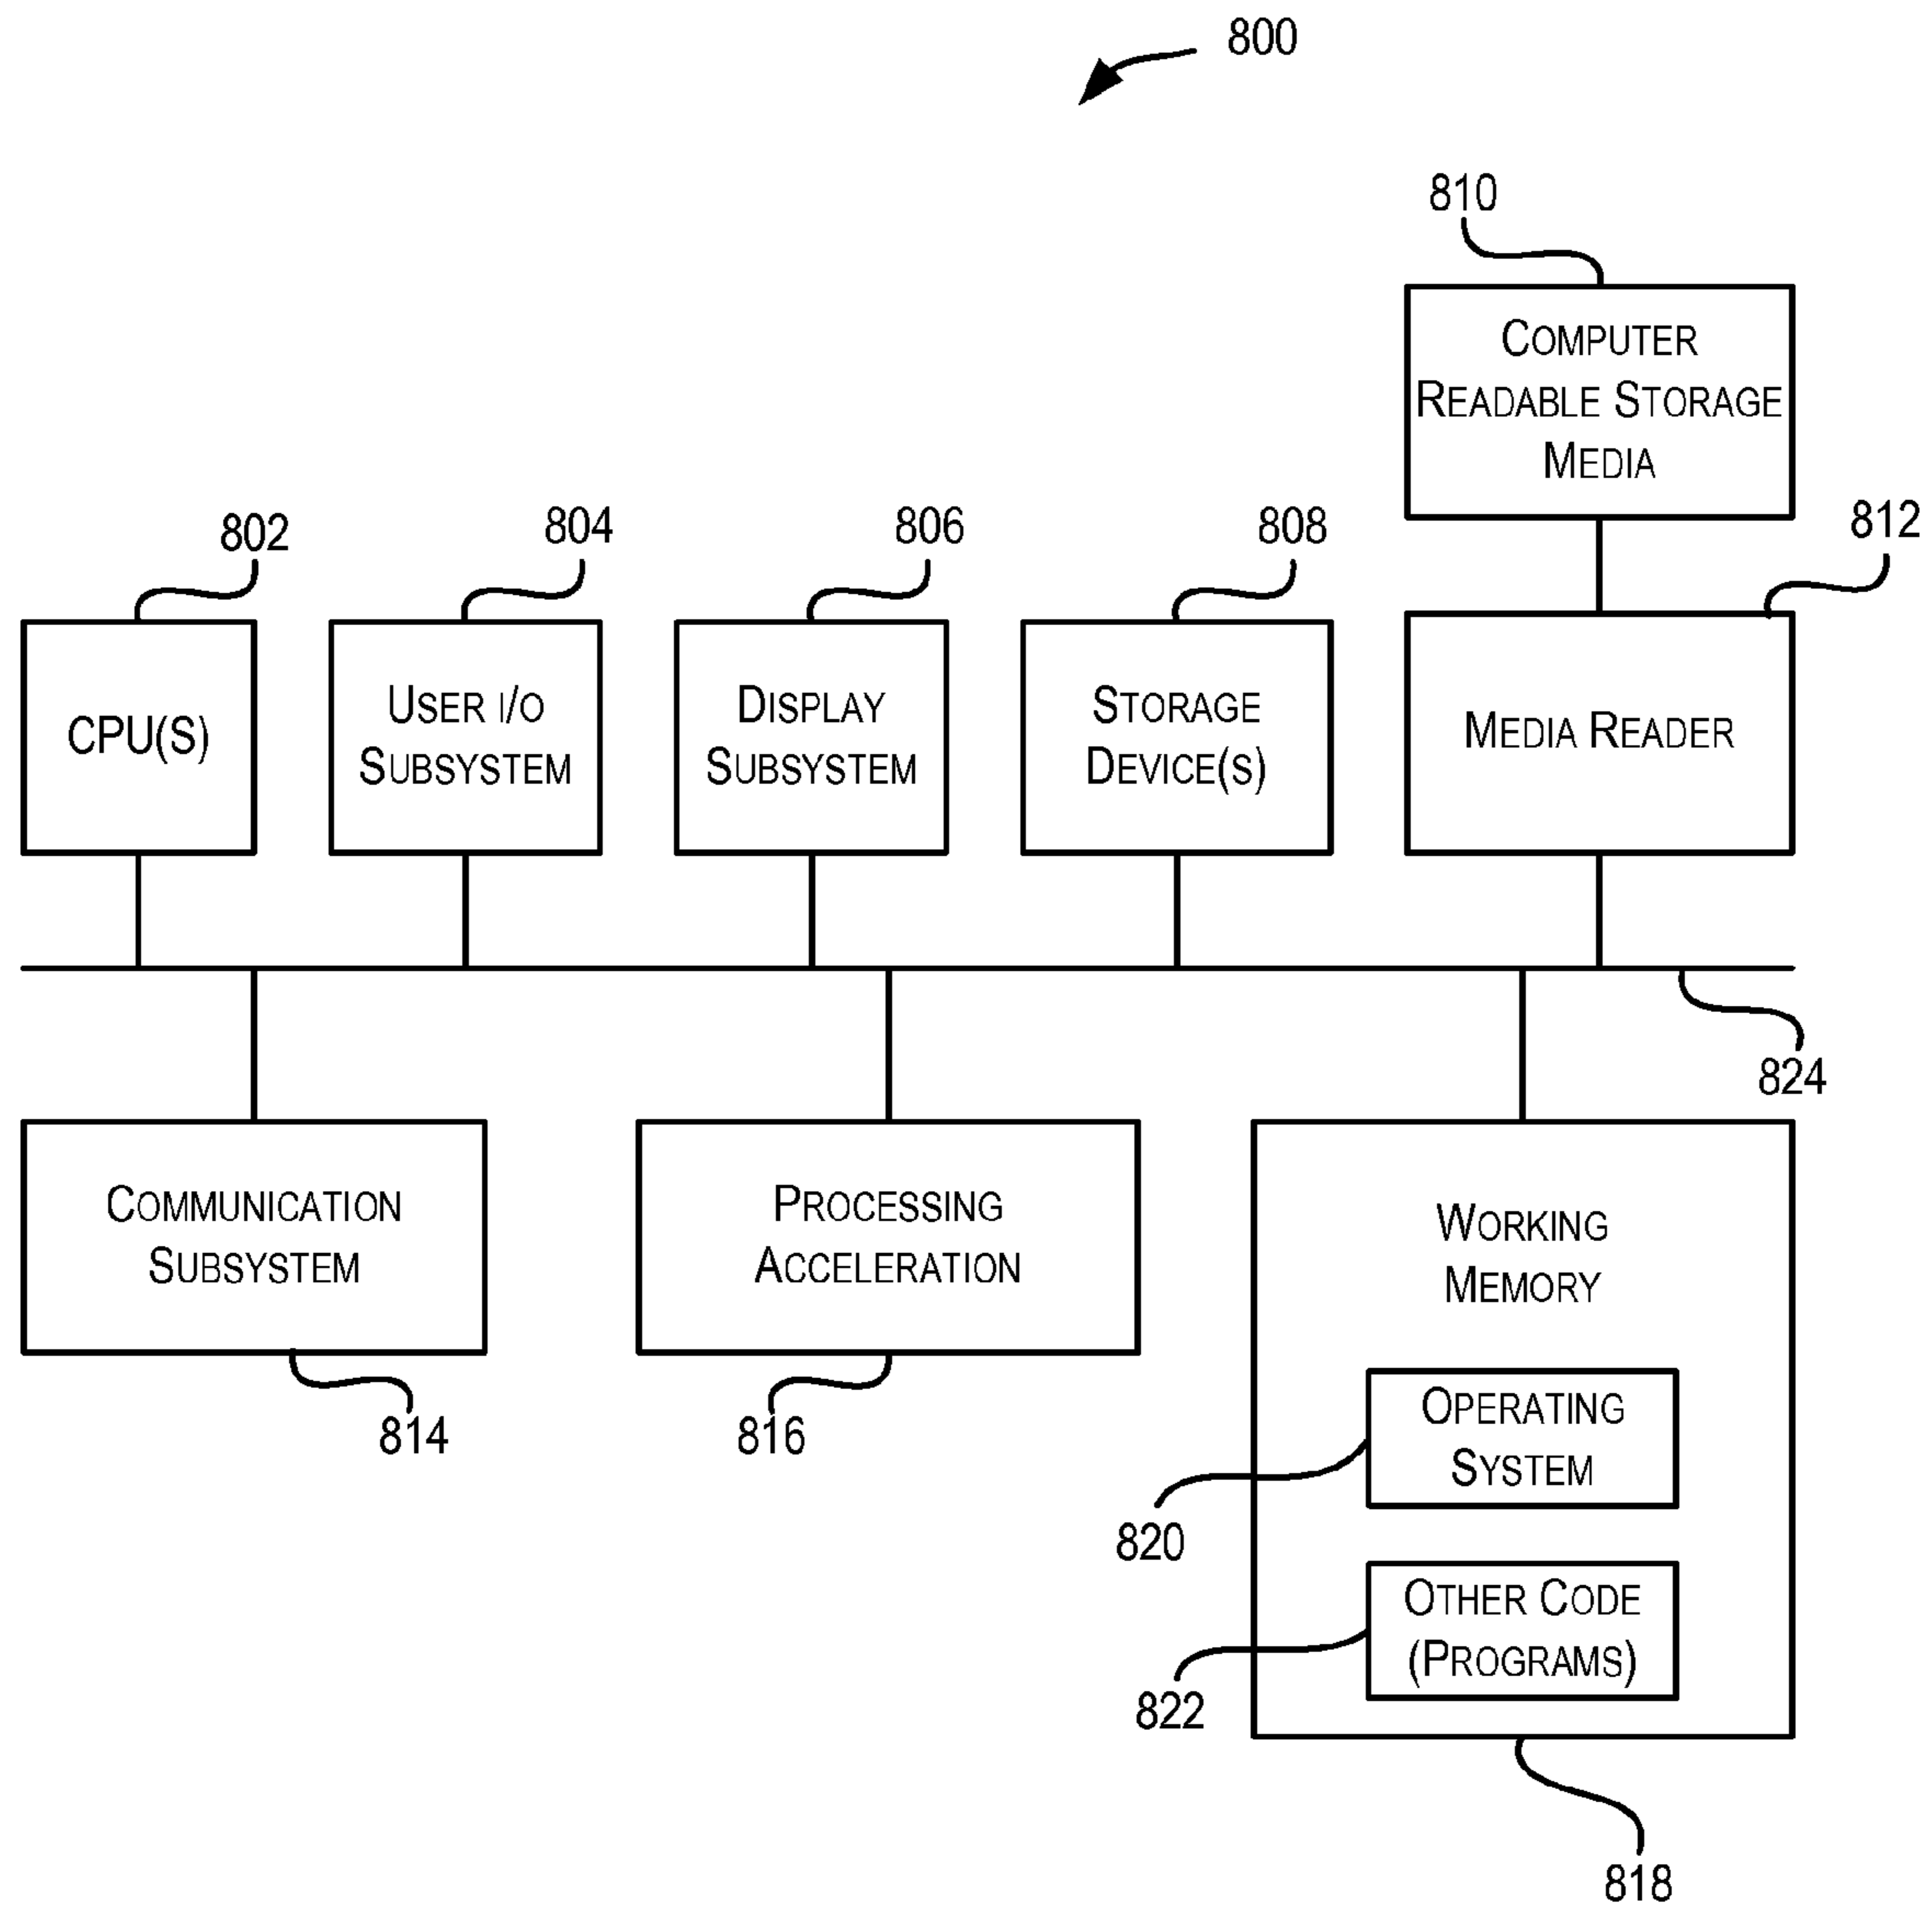 800
810
COMPUTER
READABLE STORAGE
MEDIA
802
804
806
808
812
CPU(S)
USER I/O
SUBSYSTEM
DISPLAY
SUBSYSTEM
STORAGE
DEVICE(S)
MEDIA READER
824
COMMUNICATION
SUBSYSTEM
PROCESSING
ACCELERATION
WORKING
MEMORY
814
816
OPERATING
SYSTEM
820
OTHER CODE
(PROGRAMS)
822
818